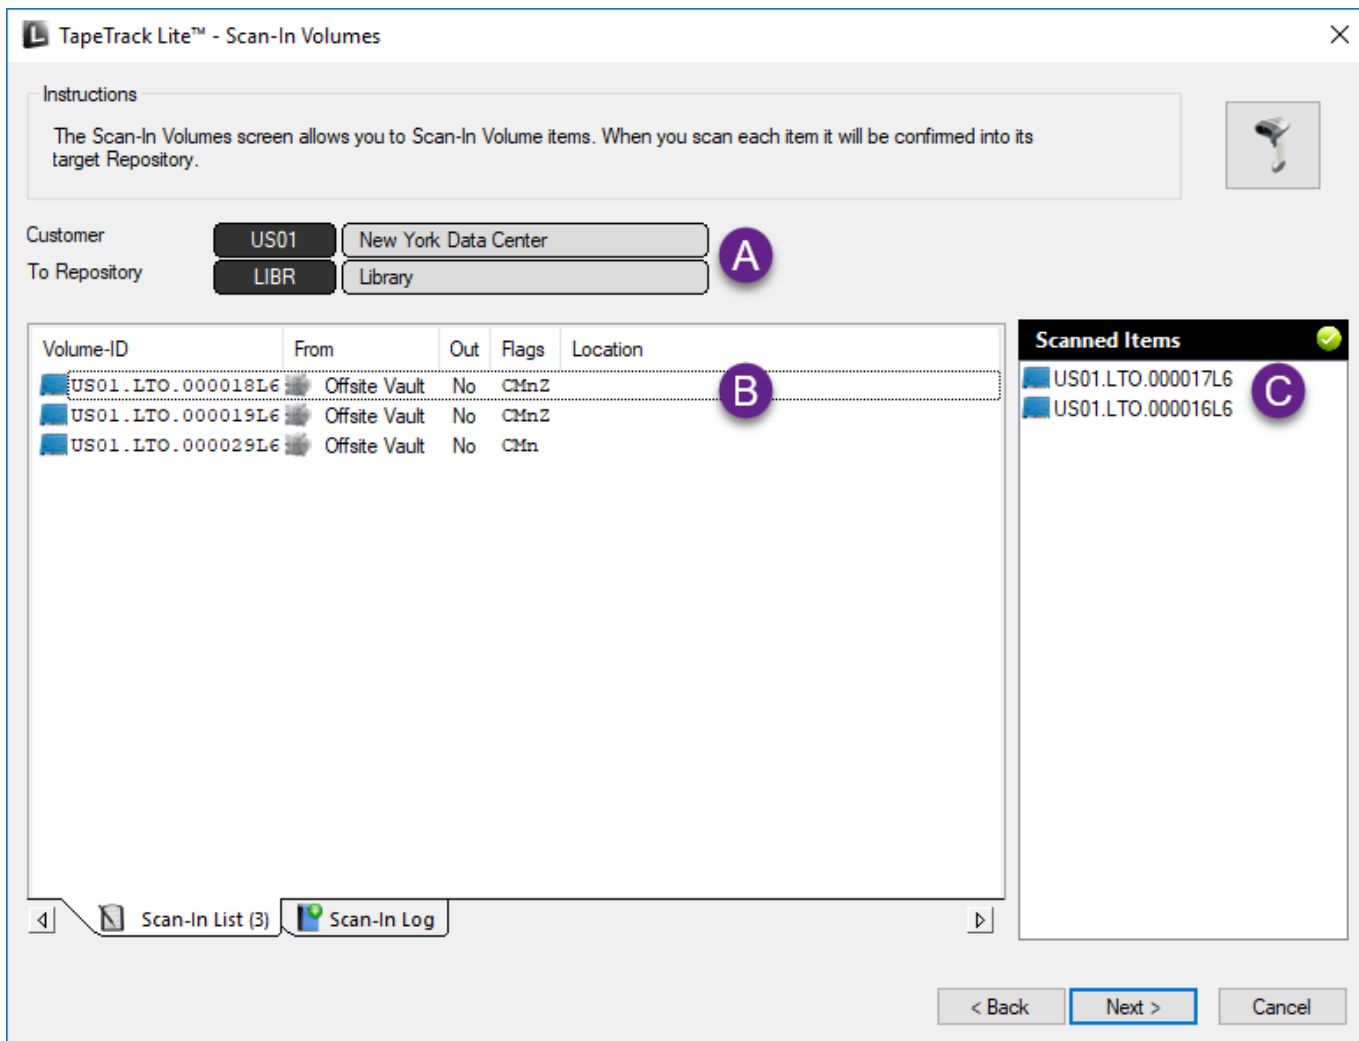 L TapeTrack Lite™ - Scan-In Volumes
Instructions
The Scan-In Volumes screen allows you to Scan-In Volume items. When you scan each item it will be confirmed into its
target Repository.
Customer US01 New York Data Center
A
To Repository LIBR Library
Volume-ID From Out Flags Location
US01.LTO.000018L6 Offsite Vault No CMnZ
US01.LTO.000019L6 Offsite Vault No CMnZ
US01.LTO.000029L6 Offsite Vault No CMn
B
Scanned Items
US01.LTO.000017L6
US01.LTO.000016L6
C
Scan-In List (3) Scan-In Log
< Back Next > Cancel